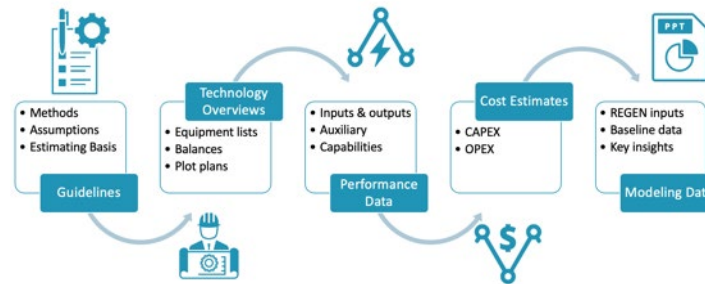 • Methods
• Assumptions
• Estimating Basis
Guidelines
Technology
Overviews
• Equipment lists
• Balances
• Plot plans
• Inputs & outputs
• Auxiliary
• Capabilities
Performance
Data
Cost Estimates
• CAPEX
• OPEX
$
PPT
• REGEN inputs
• Baseline data
• Key insights
Modeling Dat